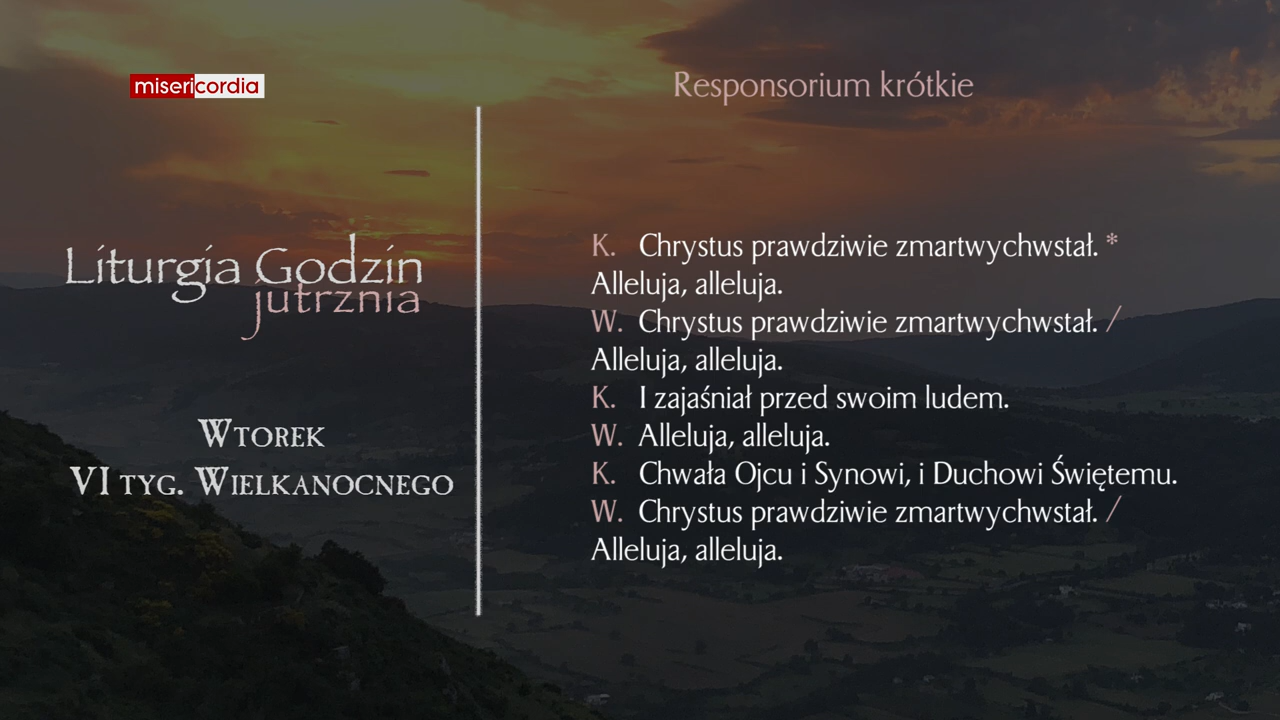 misericordia
Liturgia Godzin
jutrznia
Wtorek
VI tyg. Wielkanocnego
Responsorium krótkie
K. Chrystus prawdziwie zmartwychwstał. *
Alleluja, alleluja.
W. Chrystus prawdziwie zmartwychwstał. /
Alleluja, alleluja.
K. I zajaśniał przed swoim ludem.
W. Alleluja, alleluja.
K. Chwała Ojcu i Synowi, i Duchowi Świętemu.
W. Chrystus prawdziwie zmartwychwstał. /
Alleluja, alleluja.